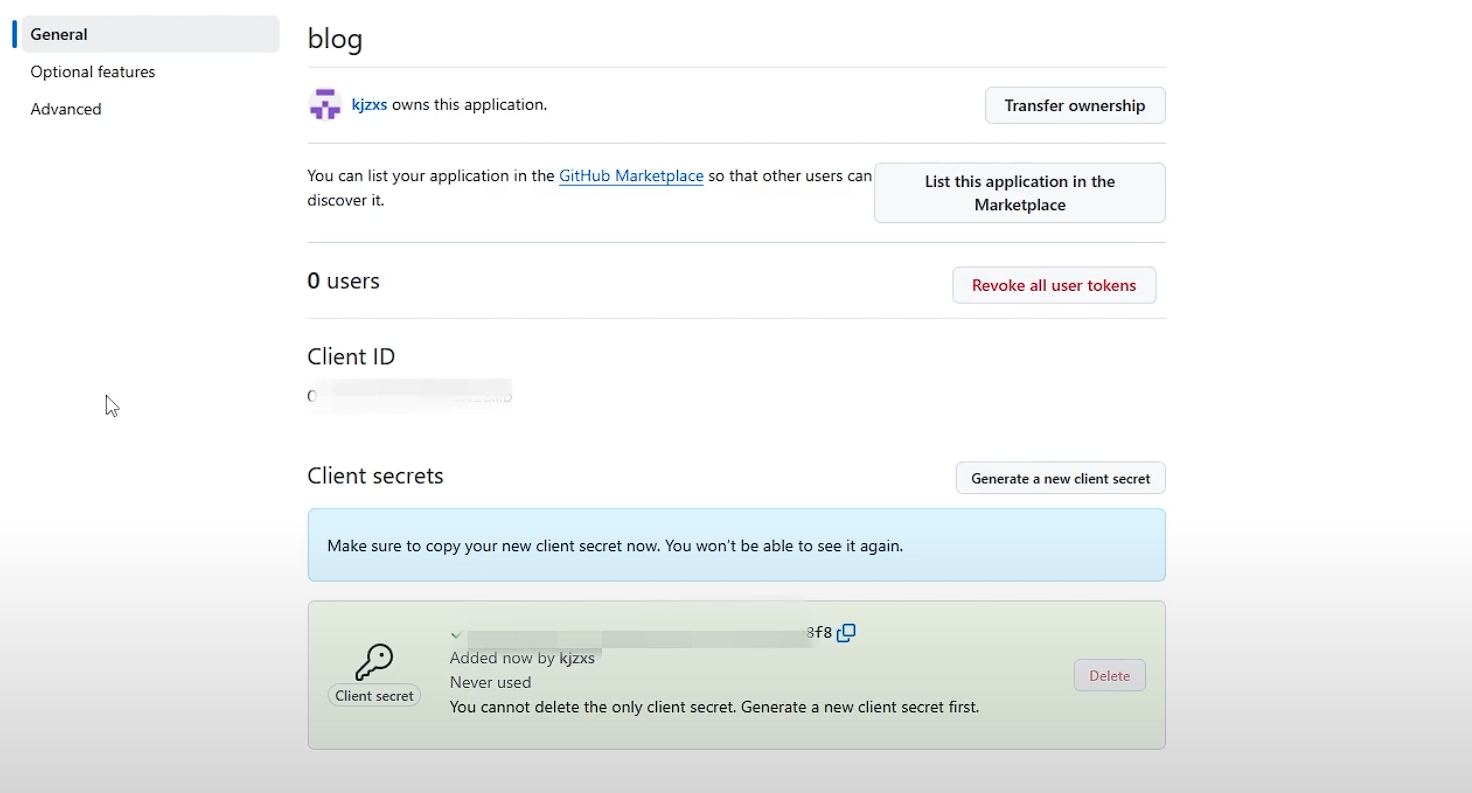 General
Optional features
Advanced
blog
kjzxs owns this application.
Transfer ownership
You can list your application in the GitHub Marketplace so that other users can
discover it.
List this application in the
Marketplace
0 users
Revoke all user tokens
Client ID
Client secrets
Generate a new client secret
Make sure to copy your new client secret now. You won't be able to see it again.
8f8
Added now by kjzxs
Never used
You cannot delete the only client secret. Generate a new client secret first.
Client secret
Delete